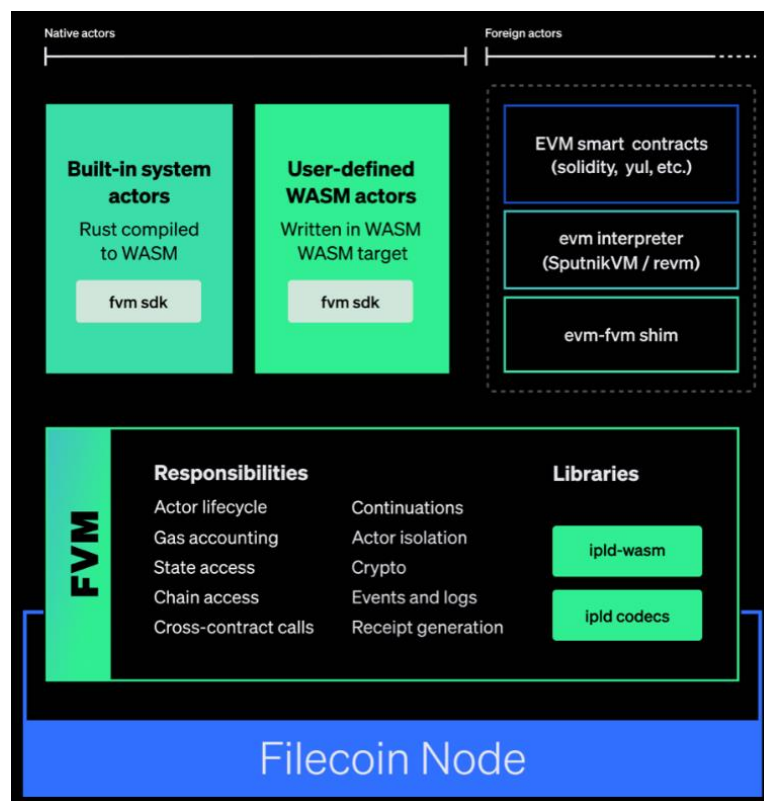 Native actors
Foreign actors
Built-in system
actors
Rust compiled
to WASM
fvm sdk
User-defined
WASM actors
Written in WASM
WASM target
fvm sdk
EVM smart contracts
(solidity, yul, etc.)
evm interpreter
(SputnikVM / revm)
evm-fvm shim
FVM
Responsibilities
Actor lifecycle
Gas accounting
State access
Chain access
Cross-contract calls
Continuations
Actor isolation
Crypto
Events and logs
Receipt generation
Libraries
ipld-wasm
ipld codecs
Filecoin Node